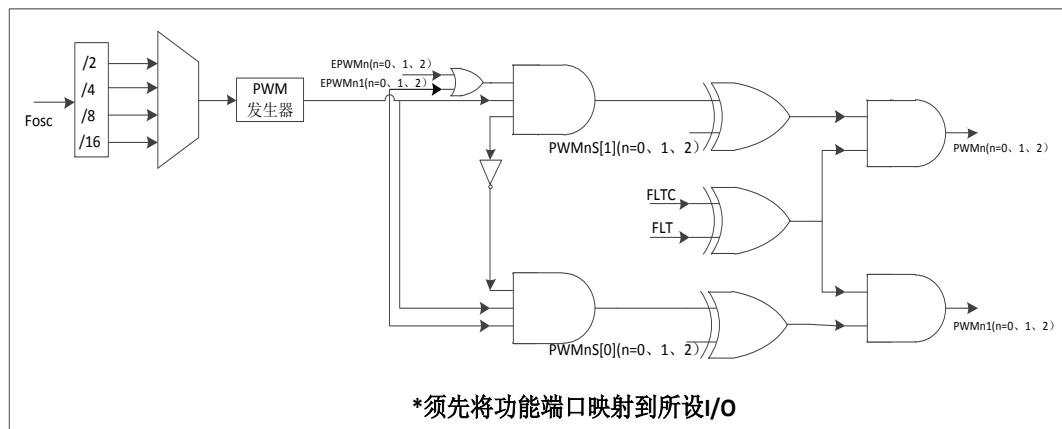 Fosc
/2
/4
/8
/16
PWM
发生器
EPWMn(n=0、1、2)
EPWMn1(n=0、1、2)
PWMnS[1](n=0、1、2)
FLTC
FLT
PWMnS[0](n=0、1、2)
PWMn(n=0、1、2)
PWMn1(n=0、1、2)
*须先将功能端口映射到所设I/O